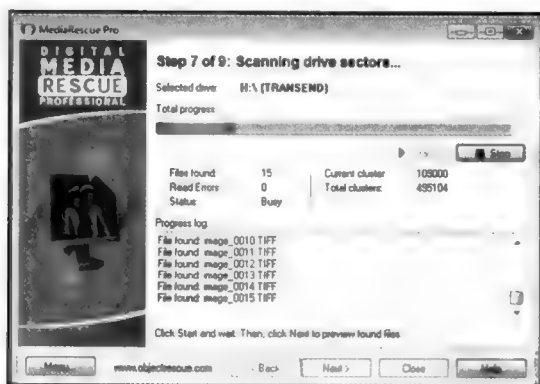 MediaRescue Pro
DIGITAL
MEDIA
RESCUE
PROFESSIONAL
Step 7 of 9: Scanning drive sectors...
Selected drive: H:\ (TRANSEND)
Total progress
Stop
Files found: 15
Read Errors 0
Status: Busy
Current cluster 109000
Total clusters: 495104
Progress log
File found: image_0010 TIFF
File found: image_0011 TIFF
File found: image_0012 TIFF
File found: image_0013 TIFF
File found: image_0014 TIFF
File found: image_0015 TIFF
Click Start and wait. Then, click Next to preview found files
Menu
www.objectrescue.com
< Back
Next >
Close
Help